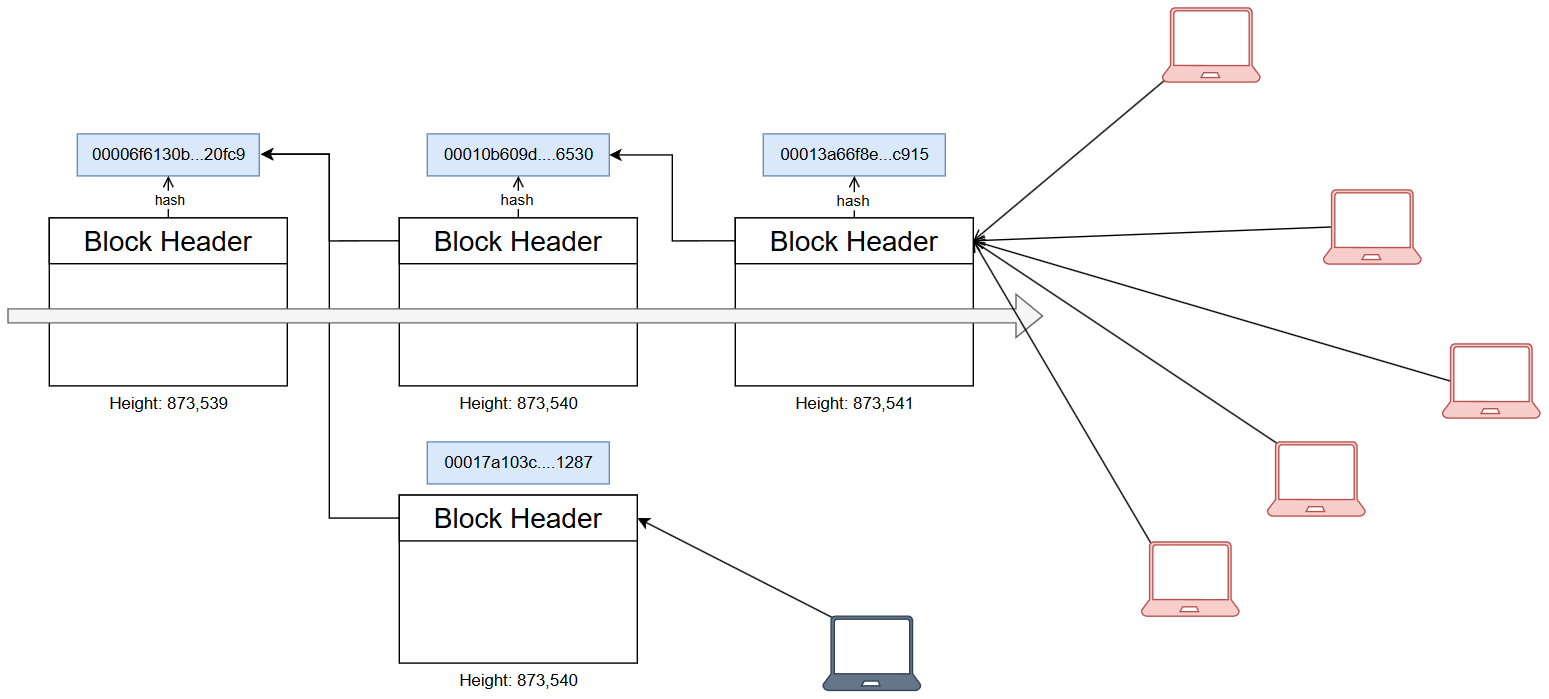 00006f6130b...20fc9
00010b609d....6530
00013a66f8e...c915
hash
hash
hash
Block Header
Block Header
Block Header
Height: 873,539
Height: 873,540
Height: 873,541
00017a103c....1287
Block Header
Height: 873,540